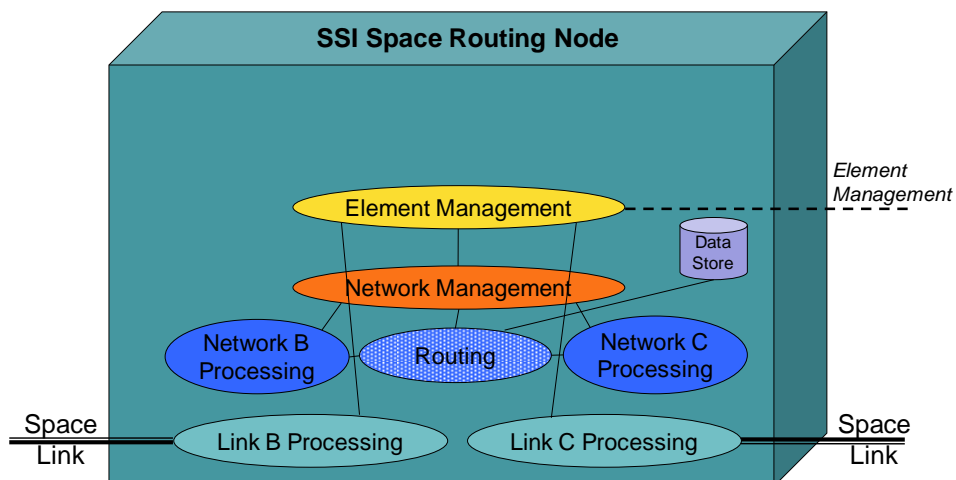 SSI Space Routing Node
Element
Management
Element Management
Data
Store
Network Management
Network B
Processing
Routing
Network C
Processing
Space
Link
Link B Processing
Link C Processing
Space
Link